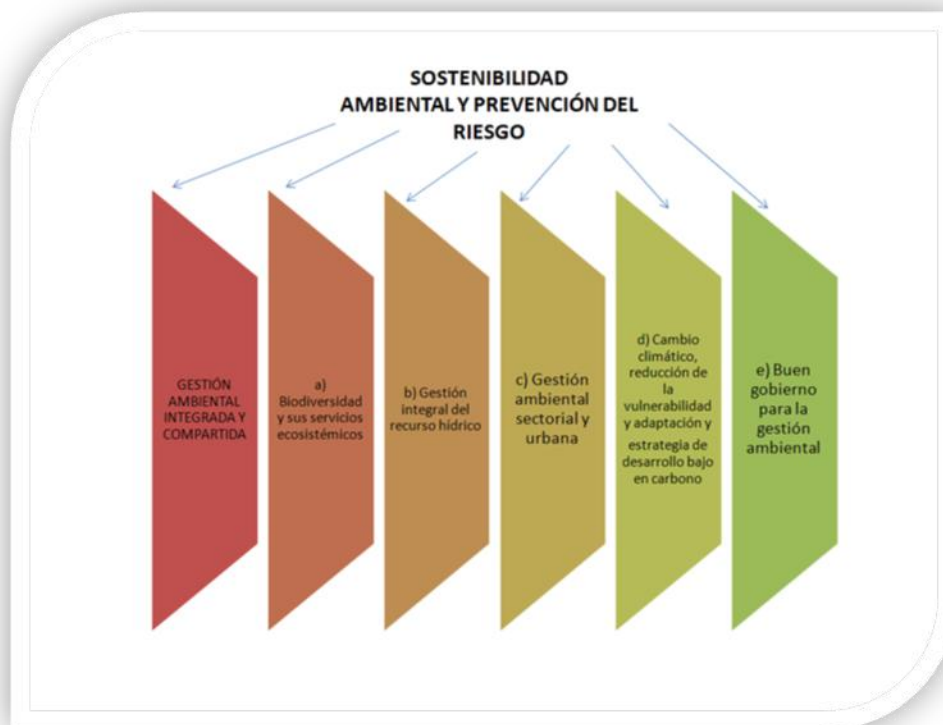 SOSTENIBILIDAD
AMBIENTAL Y PREVENCIÓN DEL
RIESGO
GESTIÓN
AMBIENTAL
INTEGRADA Y
COMPARTIDA
a)
Biodiversidad
y sus servicios
ecosistémicos
b) Gestión
integral del
recurso hídrico
c) Gestión
ambiental
sectorial y
urbana
d) Cambio
climático,
reducción de
la
vulnerabilidad
y adaptación y
estrategia de
desarrollo bajo
en carbono
e) Buen
gobierno
para la
gestión
ambiental